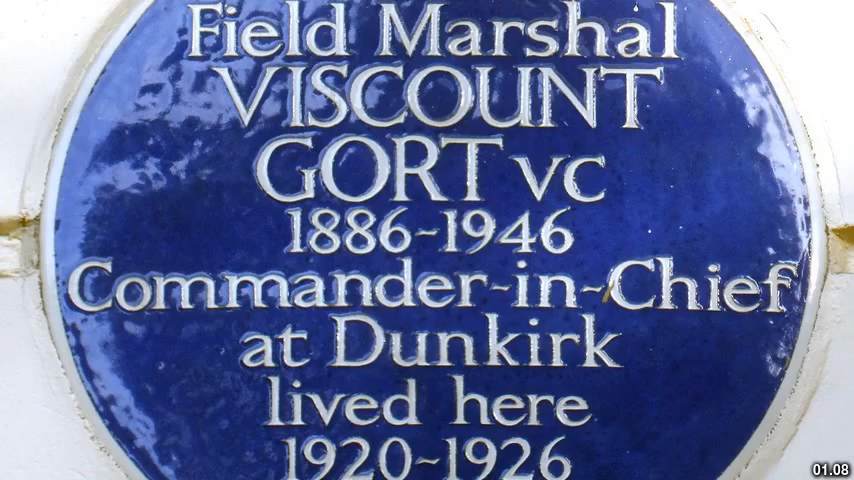 Field Marshal
VISCOUNT
GORT VC
1886-1946
Commander-in-Chief
at Dunkirk
lived here
1920-1926
01.08